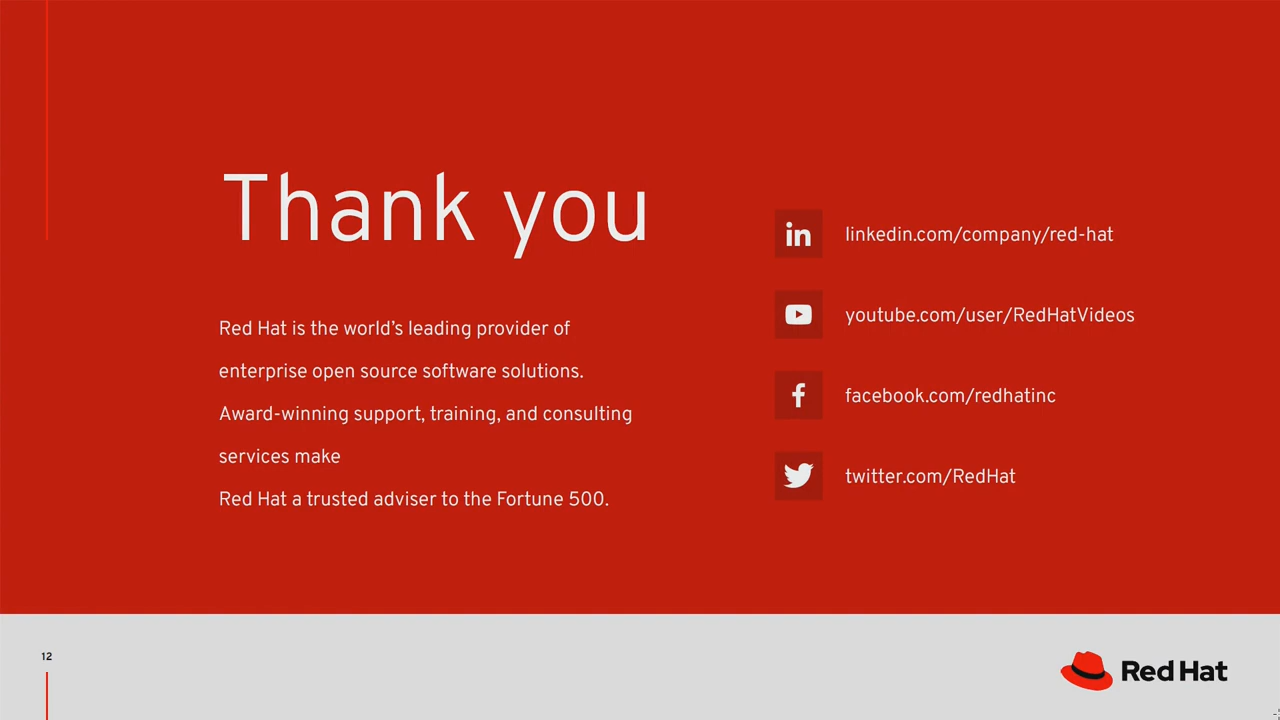 Thank you
Red Hat is the world's leading provider of
enterprise open source software solutions.
Award-winning support, training, and consulting
services make
Red Hat a trusted adviser to the Fortune 500.
linkedin.com/company/red-hat
youtube.com/user/RedHatVideos
facebook.com/redhatinc
twitter.com/RedHat
12
Red Hat